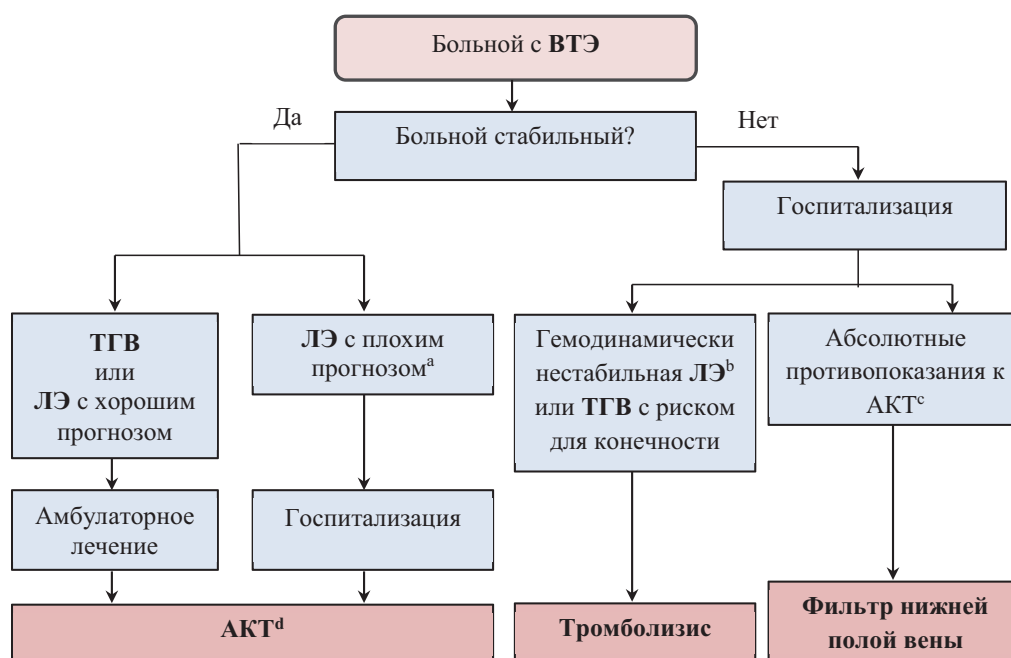 Больной с ВТЭ
Да
Нет
Больной стабильный?
Госпитализация
ТГВ
или
ЛЭ с хорошим
прогнозом
ЛЭ с плохим
прогнозомᵃ
Гемодинамически
нестабильная ЛЭᵇ
или ТГВ с риском
для конечности
Абсолютные
противопоказания к
АКТᶜ
Амбулаторное
лечение
Госпитализация
АКТᵈ
Тромболизис
Фильтр нижней
полой вены